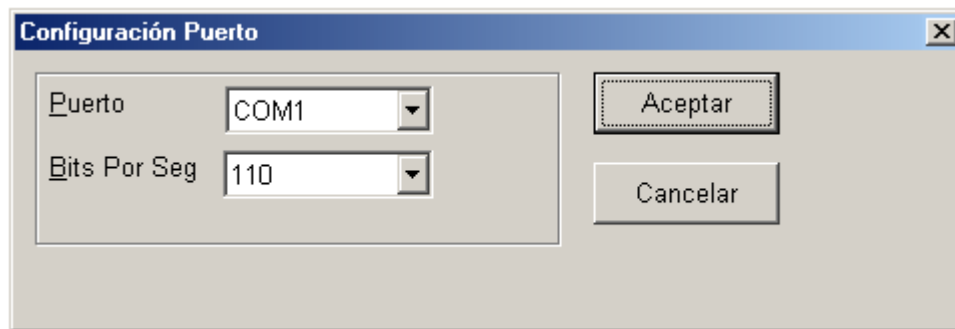 Configuración Puerto
Puerto COM1
Bits Por Seg 110
Aceptar
Cancelar